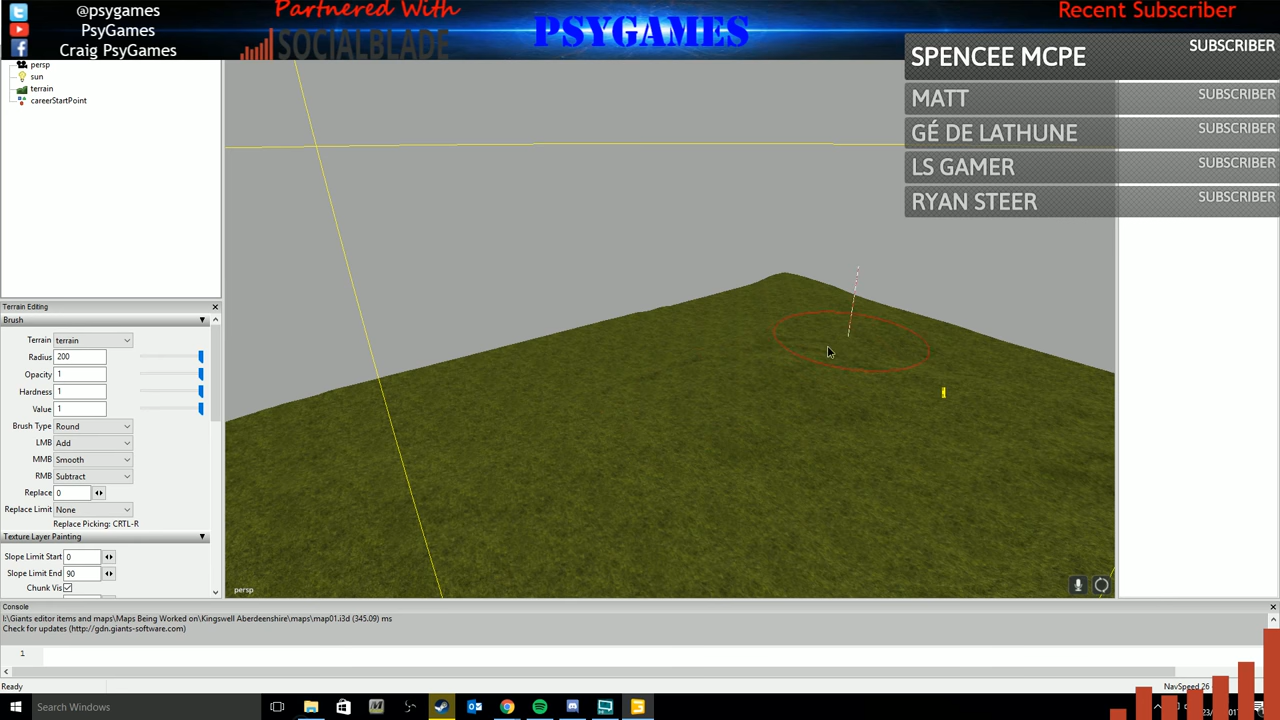 @psygames
PsyGames
Craig PsyGames
Partnered With
SOCIALBLADE
PSYGAMES
Recent Subscriber
SPENCEE MCPE SUBSCRIBER
MATT SUBSCRIBER
GÉ DE LATHUNE SUBSCRIBER
LS GAMER SUBSCRIBER
RYAN STEER SUBSCRIBER
persp
sun
terrain
careerStartPoint
Terrain Editing
Brush
Terrain terrain
Radius 200
Opacity 1
Hardness 1
Value 1
Brush Type Round
LMB Add
MMB Smooth
RMB Subtract
Replace 0
Replace Limit None
Replace Picking: CRTL-R
Texture Layer Painting
Slope Limit Start 0
Slope Limit End 90
Chunk Vis
persp
Console
I:\Giants editor items and maps\Maps Being Worked on\Kingswell Aberdeenshire\maps\map01.i3d (345.09) ms
Check for updates (http://gdn.giants-software.com)
1
Ready
NavSpeed 26
Search Windows